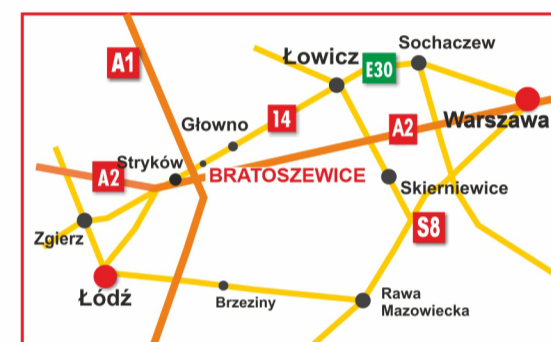 Sochaczew
Łowicz
E30
A1
Warszawa
14
A2
Głowno
Stryków
BRATOSZEWICE
A2
Skierniewice
S8
Zgierz
Łódź
Brzeziny
Rawa
Mazowiecka